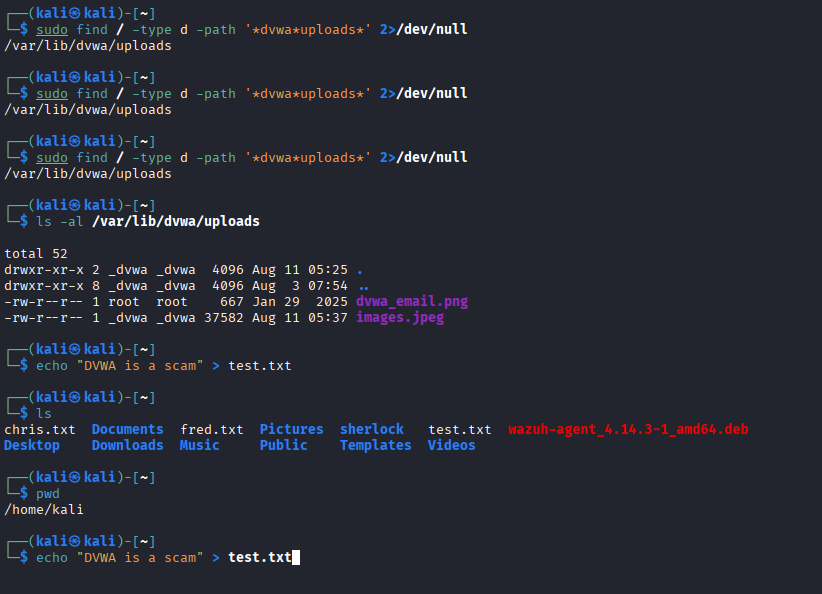 ┌──(kali㉿kali)-[~]
└─$ sudo find / -type d -path '*dvwa*uploads*' 2>/dev/null
/var/lib/dvwa/uploads

┌──(kali㉿kali)-[~]
└─$ sudo find / -type d -path '*dvwa*uploads*' 2>/dev/null
/var/lib/dvwa/uploads

┌──(kali㉿kali)-[~]
└─$ sudo find / -type d -path '*dvwa*uploads*' 2>/dev/null
/var/lib/dvwa/uploads

┌──(kali㉿kali)-[~]
└─$ ls -al /var/lib/dvwa/uploads

total 52
drwxr-xr-x 2 _dvwa _dvwa  4096 Aug 11 05:25 .
drwxr-xr-x 8 _dvwa _dvwa  4096 Aug  3 07:54 ..
-rw-r--r-- 1 root  root    667 Jan 29  2025 dvwa_email.png
-rw-r--r-- 1 _dvwa _dvwa 37582 Aug 11 05:37 images.jpeg

┌──(kali㉿kali)-[~]
└─$ echo "DVWA is a scam" > test.txt

┌──(kali㉿kali)-[~]
└─$ ls
chris.txt  Documents  fred.txt  Pictures  sherlock   test.txt  wazuh-agent_4.14.3-1_amd64.deb
Desktop    Downloads  Music     Public    Templates  Videos

┌──(kali㉿kali)-[~]
└─$ pwd
/home/kali

┌──(kali㉿kali)-[~]
└─$ echo "DVWA is a scam" > test.txt